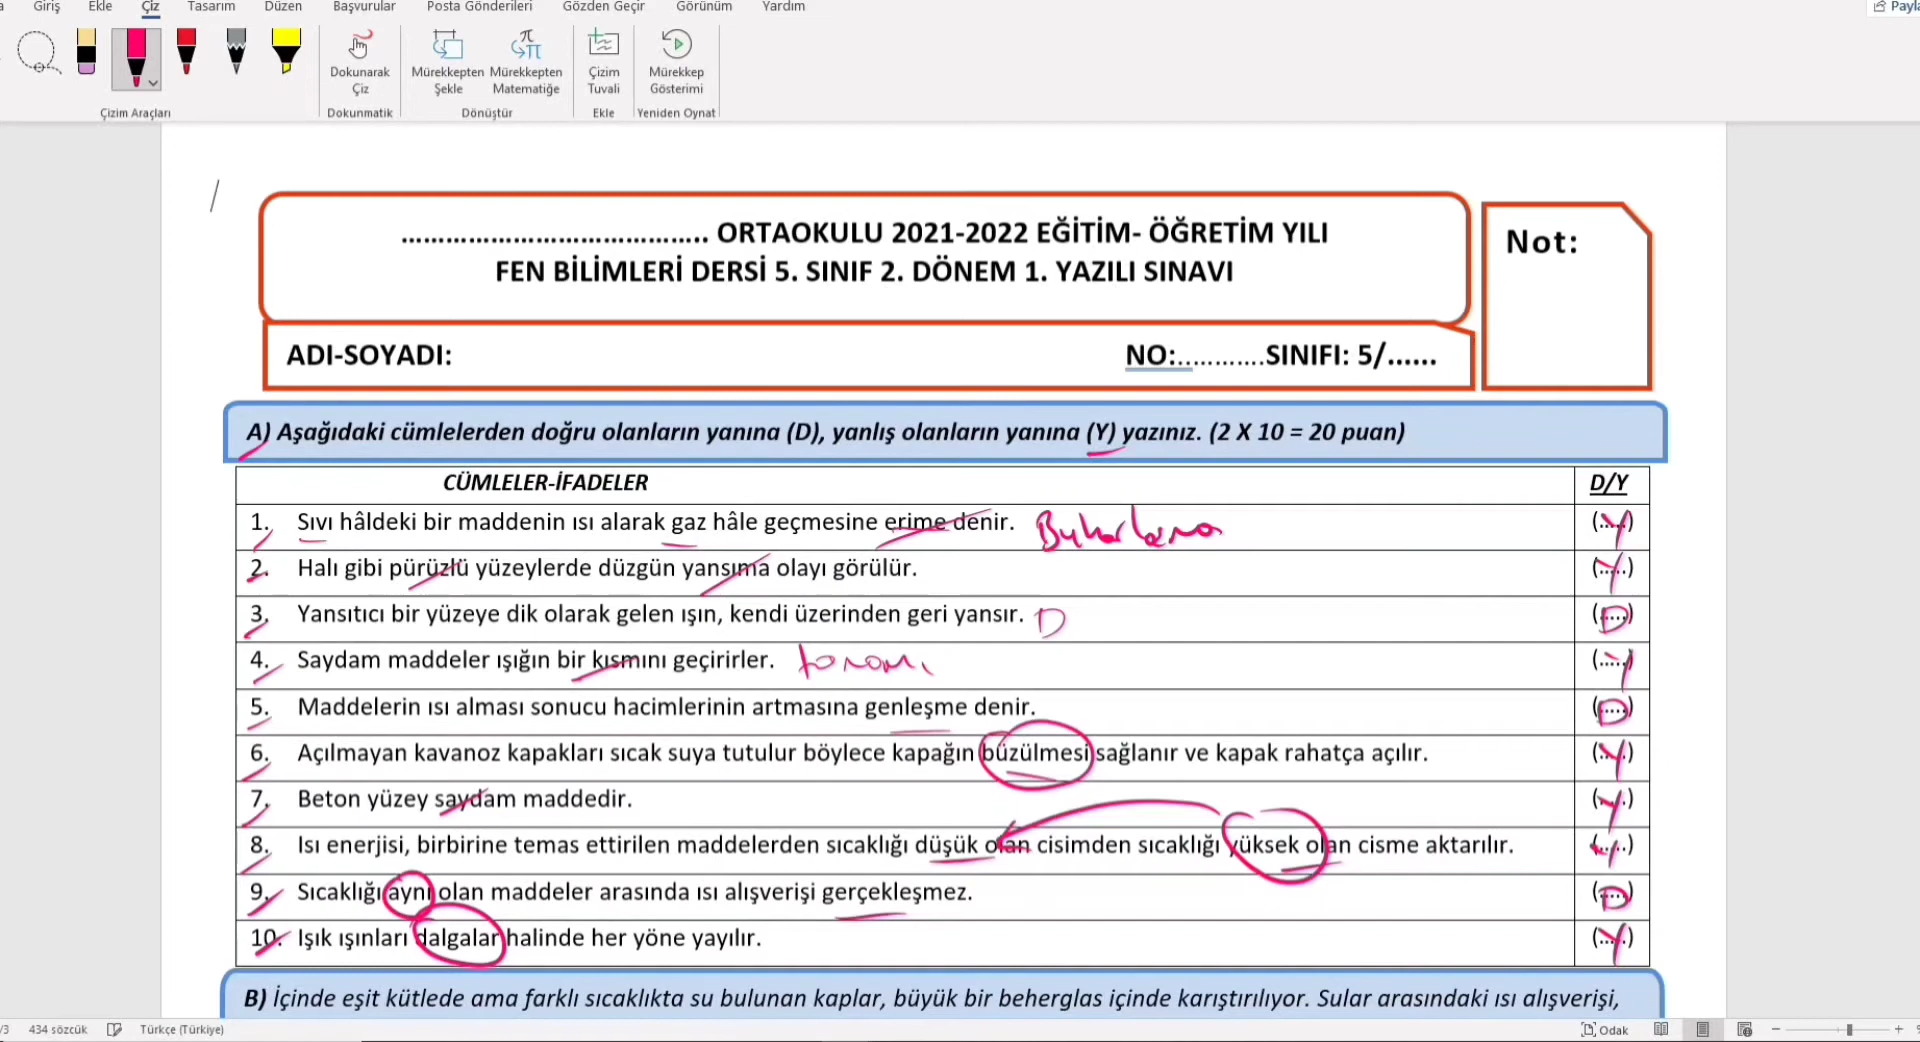 Giriş Ekle Çiz Tasarım Düzen Başvurular Posta Gönderileri Gözden Geçir Görünüm Yardım
Dokunarak Çiz
Mürekkepten Şekle
Mürekkepten Matematiğe
Çizim Tuvali
Mürekkep Gösterimi
Çizim Araçları Dokunmatik Dönüştür Ekle Yeniden Oynat
.......................................... ORTAOKULU 2021-2022 EĞİTİM- ÖĞRETİM YILI
FEN BİLİMLERİ DERSİ 5. SINIF 2. DÖNEM 1. YAZILI SINAVI
Not:
ADI-SOYADI: NO:............SINIFI: 5/......
A) Aşağıdaki cümlelerden doğru olanların yanına (D), yanlış olanların yanına (Y) yazınız. (2 X 10 = 20 puan)
CÜMLELER-İFADELER D/Y
1. Sıvı hâldeki bir maddenin ısı alarak gaz hâle geçmesine erime denir. Buharlaşma (Y)
2. Halı gibi pürüzlü yüzeylerde düzgün yansıma olayı görülür. (Y)
3. Yansıtıcı bir yüzeye dik olarak gelen ışın, kendi üzerinden geri yansır. D (D)
4. Saydam maddeler ışığın bir kısmını geçirirler. tamamı (Y)
5. Maddelerin ısı alması sonucu hacimlerinin artmasına genleşme denir. (D)
6. Açılmayan kavanoz kapakları sıcak suya tutulur böylece kapağın büzülmesi sağlanır ve kapak rahatça açılır. (Y)
7. Beton yüzey saydam maddedir. (Y)
8. Isı enerjisi, birbirine temas ettirilen maddelerden sıcaklığı düşük olan cisimden sıcaklığı yüksek olan cisme aktarılır. (Y)
9. Sıcaklığı aynı olan maddeler arasında ısı alışverişi gerçekleşmez. (D)
10. Işık ışınları dalgalar halinde her yöne yayılır. (Y)
B) İçinde eşit kütlede ama farklı sıcaklıkta su bulunan kaplar, büyük bir beherglas içinde karıştırılıyor. Sular arasındaki ısı alışverişi,
/3 434 sözcük Türkçe (Türkiye) Odak